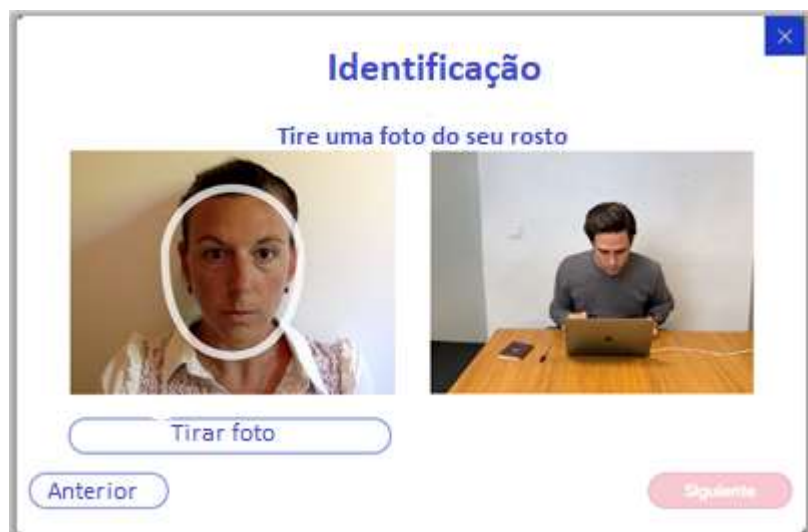 Identificação
Tire uma foto do seu rosto
Tirar foto
Anterior
Siguiente